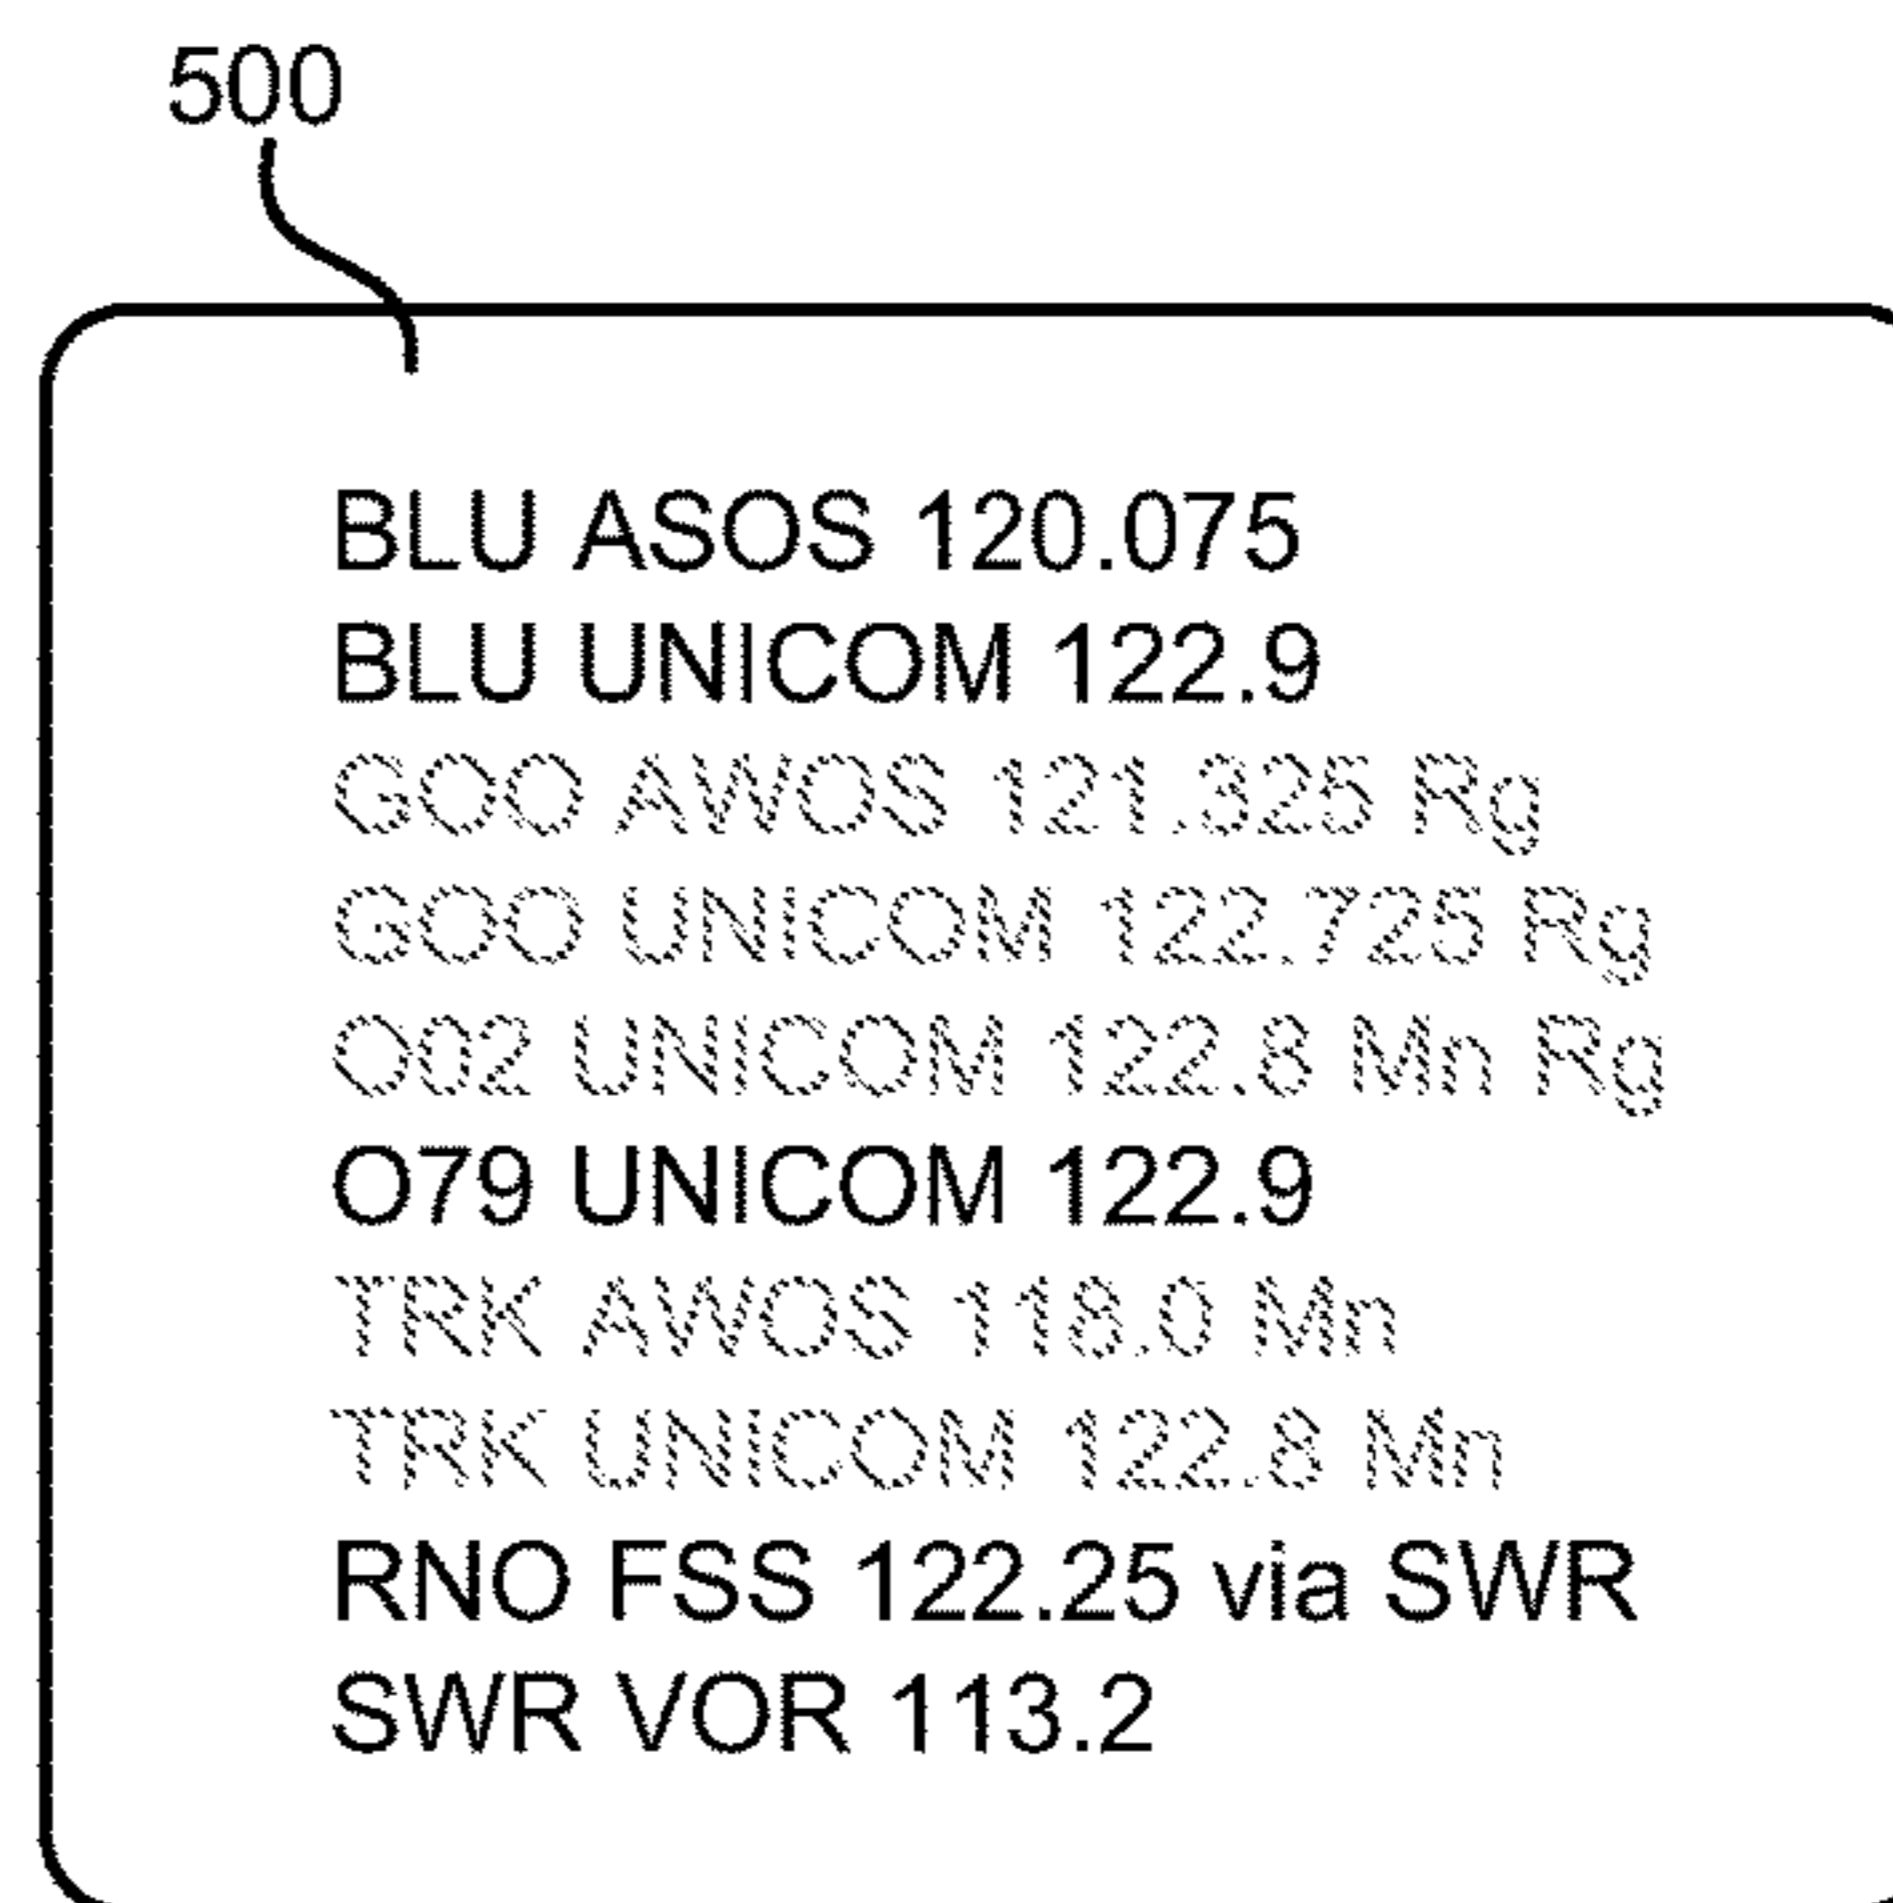 500
BLU ASOS 120.075
BLU UNICOM 122.9
GOO AWOS 121.325 Rg
GOO UNICOM 122.725 Rg
O02 UNICOM 122.8 Mn Rg
O79 UNICOM 122.9
TRK AWOS 118.0 Mn
TRK UNICOM 122.8 Mn
RNO FSS 122.25 via SWR
SWR VOR 113.2